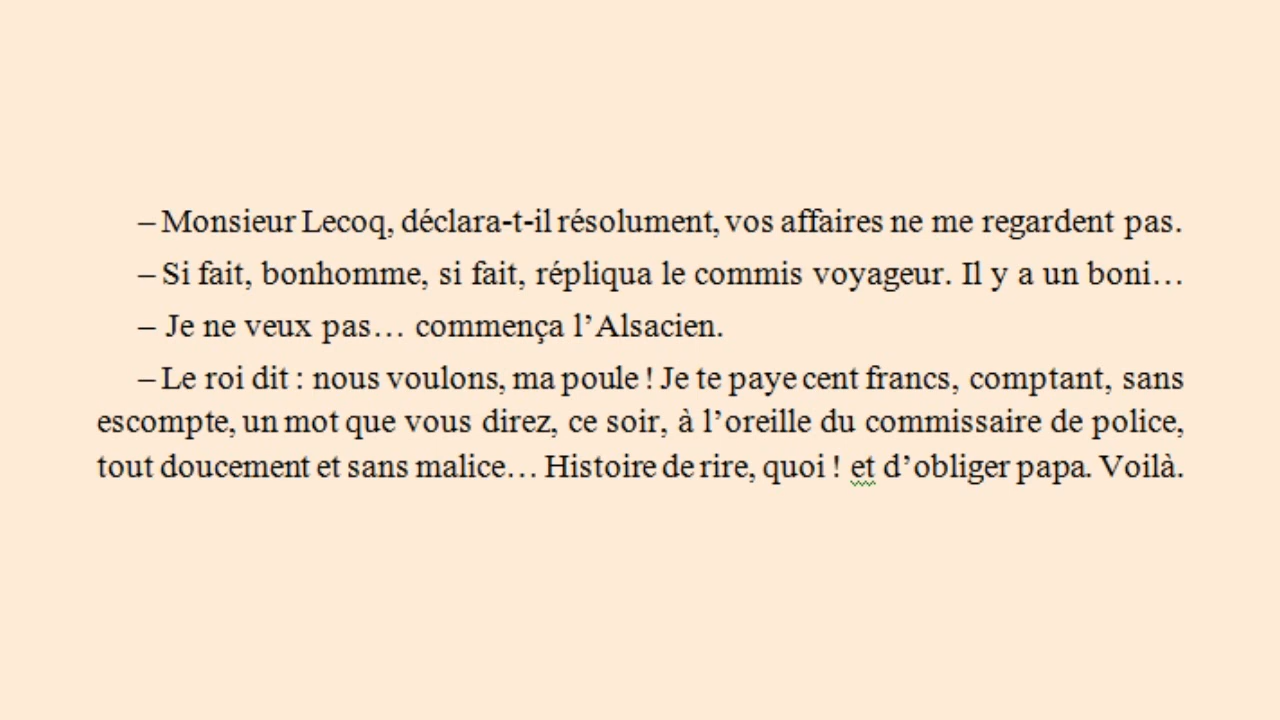 – Monsieur Lecoq, déclara-t-il résolument, vos affaires ne me regardent pas.
– Si fait, bonhomme, si fait, répliqua le commis voyageur. Il y a un boni…
– Je ne veux pas… commença l’Alsacien.
– Le roi dit : nous voulons, ma poule ! Je te paye cent francs, comptant, sans
escompte, un mot que vous direz, ce soir, à l’oreille du commissaire de police,
tout doucement et sans malice… Histoire de rire, quoi ! et d’obliger papa. Voilà.